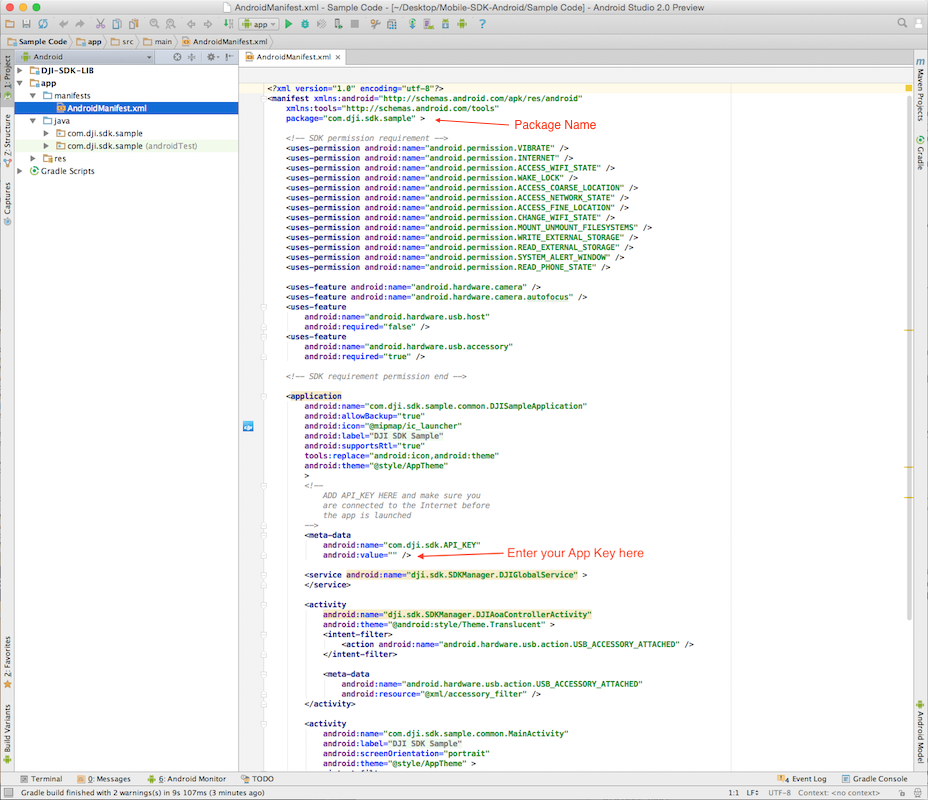 AndroidManifest.xml - Sample Code - [~/Desktop/Mobile-SDK-Android/Sample Code] - Android Studio 2.0 Preview
app
Sample Code app src main AndroidManifest.xml
Android
AndroidManifest.xml
1: Project
Z: Structure
Captures
2: Favorites
Build Variants
DJI-SDK-LIB
app
manifests
AndroidManifest.xml
java
com.dji.sdk.sample
com.dji.sdk.sample (androidTest)
res
Gradle Scripts
<?xml version="1.0" encoding="utf-8"?>
<manifest xmlns:android="http://schemas.android.com/apk/res/android"
xmlns:tools="http://schemas.android.com/tools"
package="com.dji.sdk.sample" >
Package Name
<!-- SDK permission requirement -->
<uses-permission android:name="android.permission.VIBRATE" />
<uses-permission android:name="android.permission.INTERNET" />
<uses-permission android:name="android.permission.ACCESS_WIFI_STATE" />
<uses-permission android:name="android.permission.WAKE_LOCK" />
<uses-permission android:name="android.permission.ACCESS_COARSE_LOCATION" />
<uses-permission android:name="android.permission.ACCESS_NETWORK_STATE" />
<uses-permission android:name="android.permission.ACCESS_FINE_LOCATION" />
<uses-permission android:name="android.permission.CHANGE_WIFI_STATE" />
<uses-permission android:name="android.permission.MOUNT_UNMOUNT_FILESYSTEMS" />
<uses-permission android:name="android.permission.WRITE_EXTERNAL_STORAGE" />
<uses-permission android:name="android.permission.READ_EXTERNAL_STORAGE" />
<uses-permission android:name="android.permission.SYSTEM_ALERT_WINDOW" />
<uses-permission android:name="android.permission.READ_PHONE_STATE" />
<uses-feature android:name="android.hardware.camera" />
<uses-feature android:name="android.hardware.camera.autofocus" />
<uses-feature
android:name="android.hardware.usb.host"
android:required="false" />
<uses-feature
android:name="android.hardware.usb.accessory"
android:required="true" />
<!-- SDK requirement permission end -->
<application
android:name="com.dji.sdk.sample.common.DJISampleApplication"
android:allowBackup="true"
android:icon="@mipmap/ic_launcher"
android:label="DJI SDK Sample"
android:supportsRtl="true"
tools:replace="android:icon,android:theme"
android:theme="@style/AppTheme"
>
<!--
ADD API_KEY HERE and make sure you
are connected to the Internet before
the app is launched
-->
<meta-data
android:name="com.dji.sdk.API_KEY"
android:value="" />
Enter your App Key here
<service android:name="dji.sdk.SDKManager.DJIGlobalService" >
</service>
<activity
android:name="dji.sdk.SDKManager.DJIAoaControllerActivity"
android:theme="@android:style/Theme.Translucent" >
<intent-filter>
<action android:name="android.hardware.usb.action.USB_ACCESSORY_ATTACHED" />
</intent-filter>
<meta-data
android:name="android.hardware.usb.action.USB_ACCESSORY_ATTACHED"
android:resource="@xml/accessory_filter" />
</activity>
<activity
android:name="com.dji.sdk.sample.common.MainActivity"
android:label="DJI SDK Sample"
android:screenOrientation="portrait"
android:theme="@style/AppTheme" >
Maven Projects
Gradle
Android Model
Terminal 0: Messages 6: Android Monitor TODO Event Log Gradle Console
Gradle build finished with 2 warnings(s) in 9s 107ms (3 minutes ago) 1:1 LF UTF-8 Context: <no context>